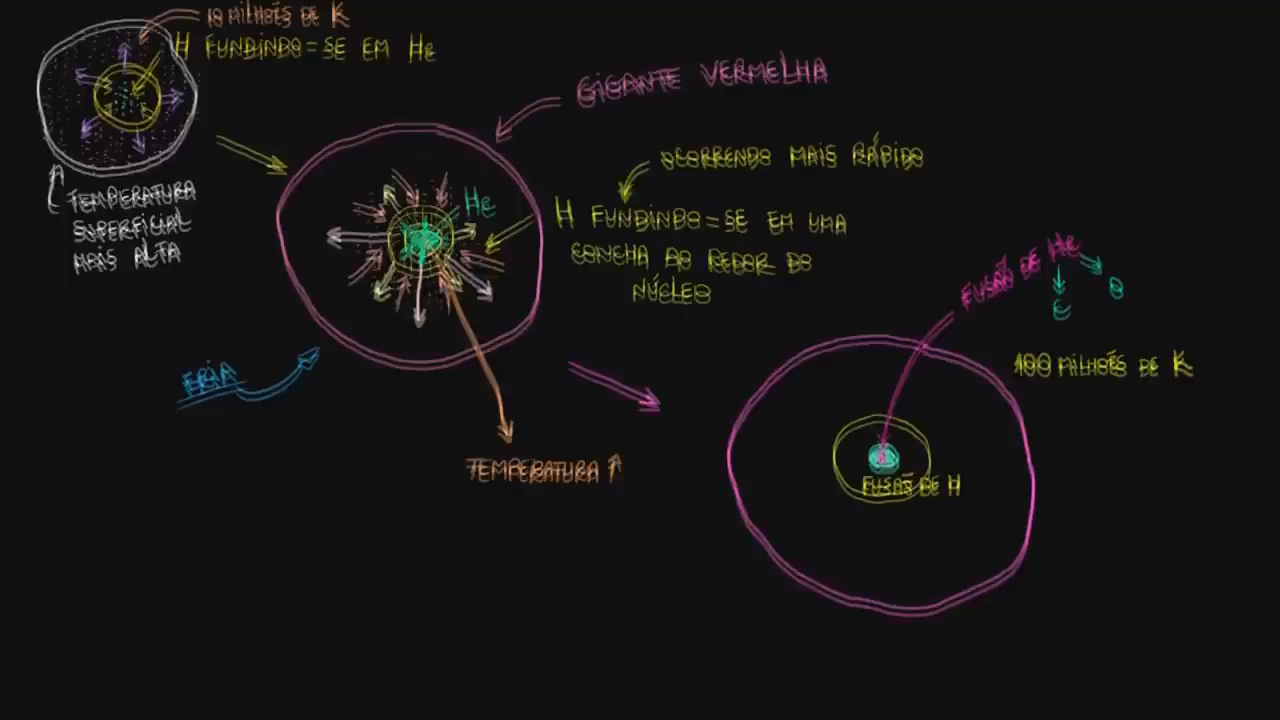 10 MILHÕES DE K
H FUNDINDO-SE EM He
TEMPERATURA
SUPERFICIAL
MAIS ALTA
GIGANTE VERMELHA
OCORRENDO MAIS RÁPIDO
He
H FUNDINDO-SE EM UMA
CONCHA AO REDOR DO
NÚCLEO
FRIA
TEMPERATURA ↑
FUSÃO DE He
C
O
100 MILHÕES DE K
FUSÃO DE H